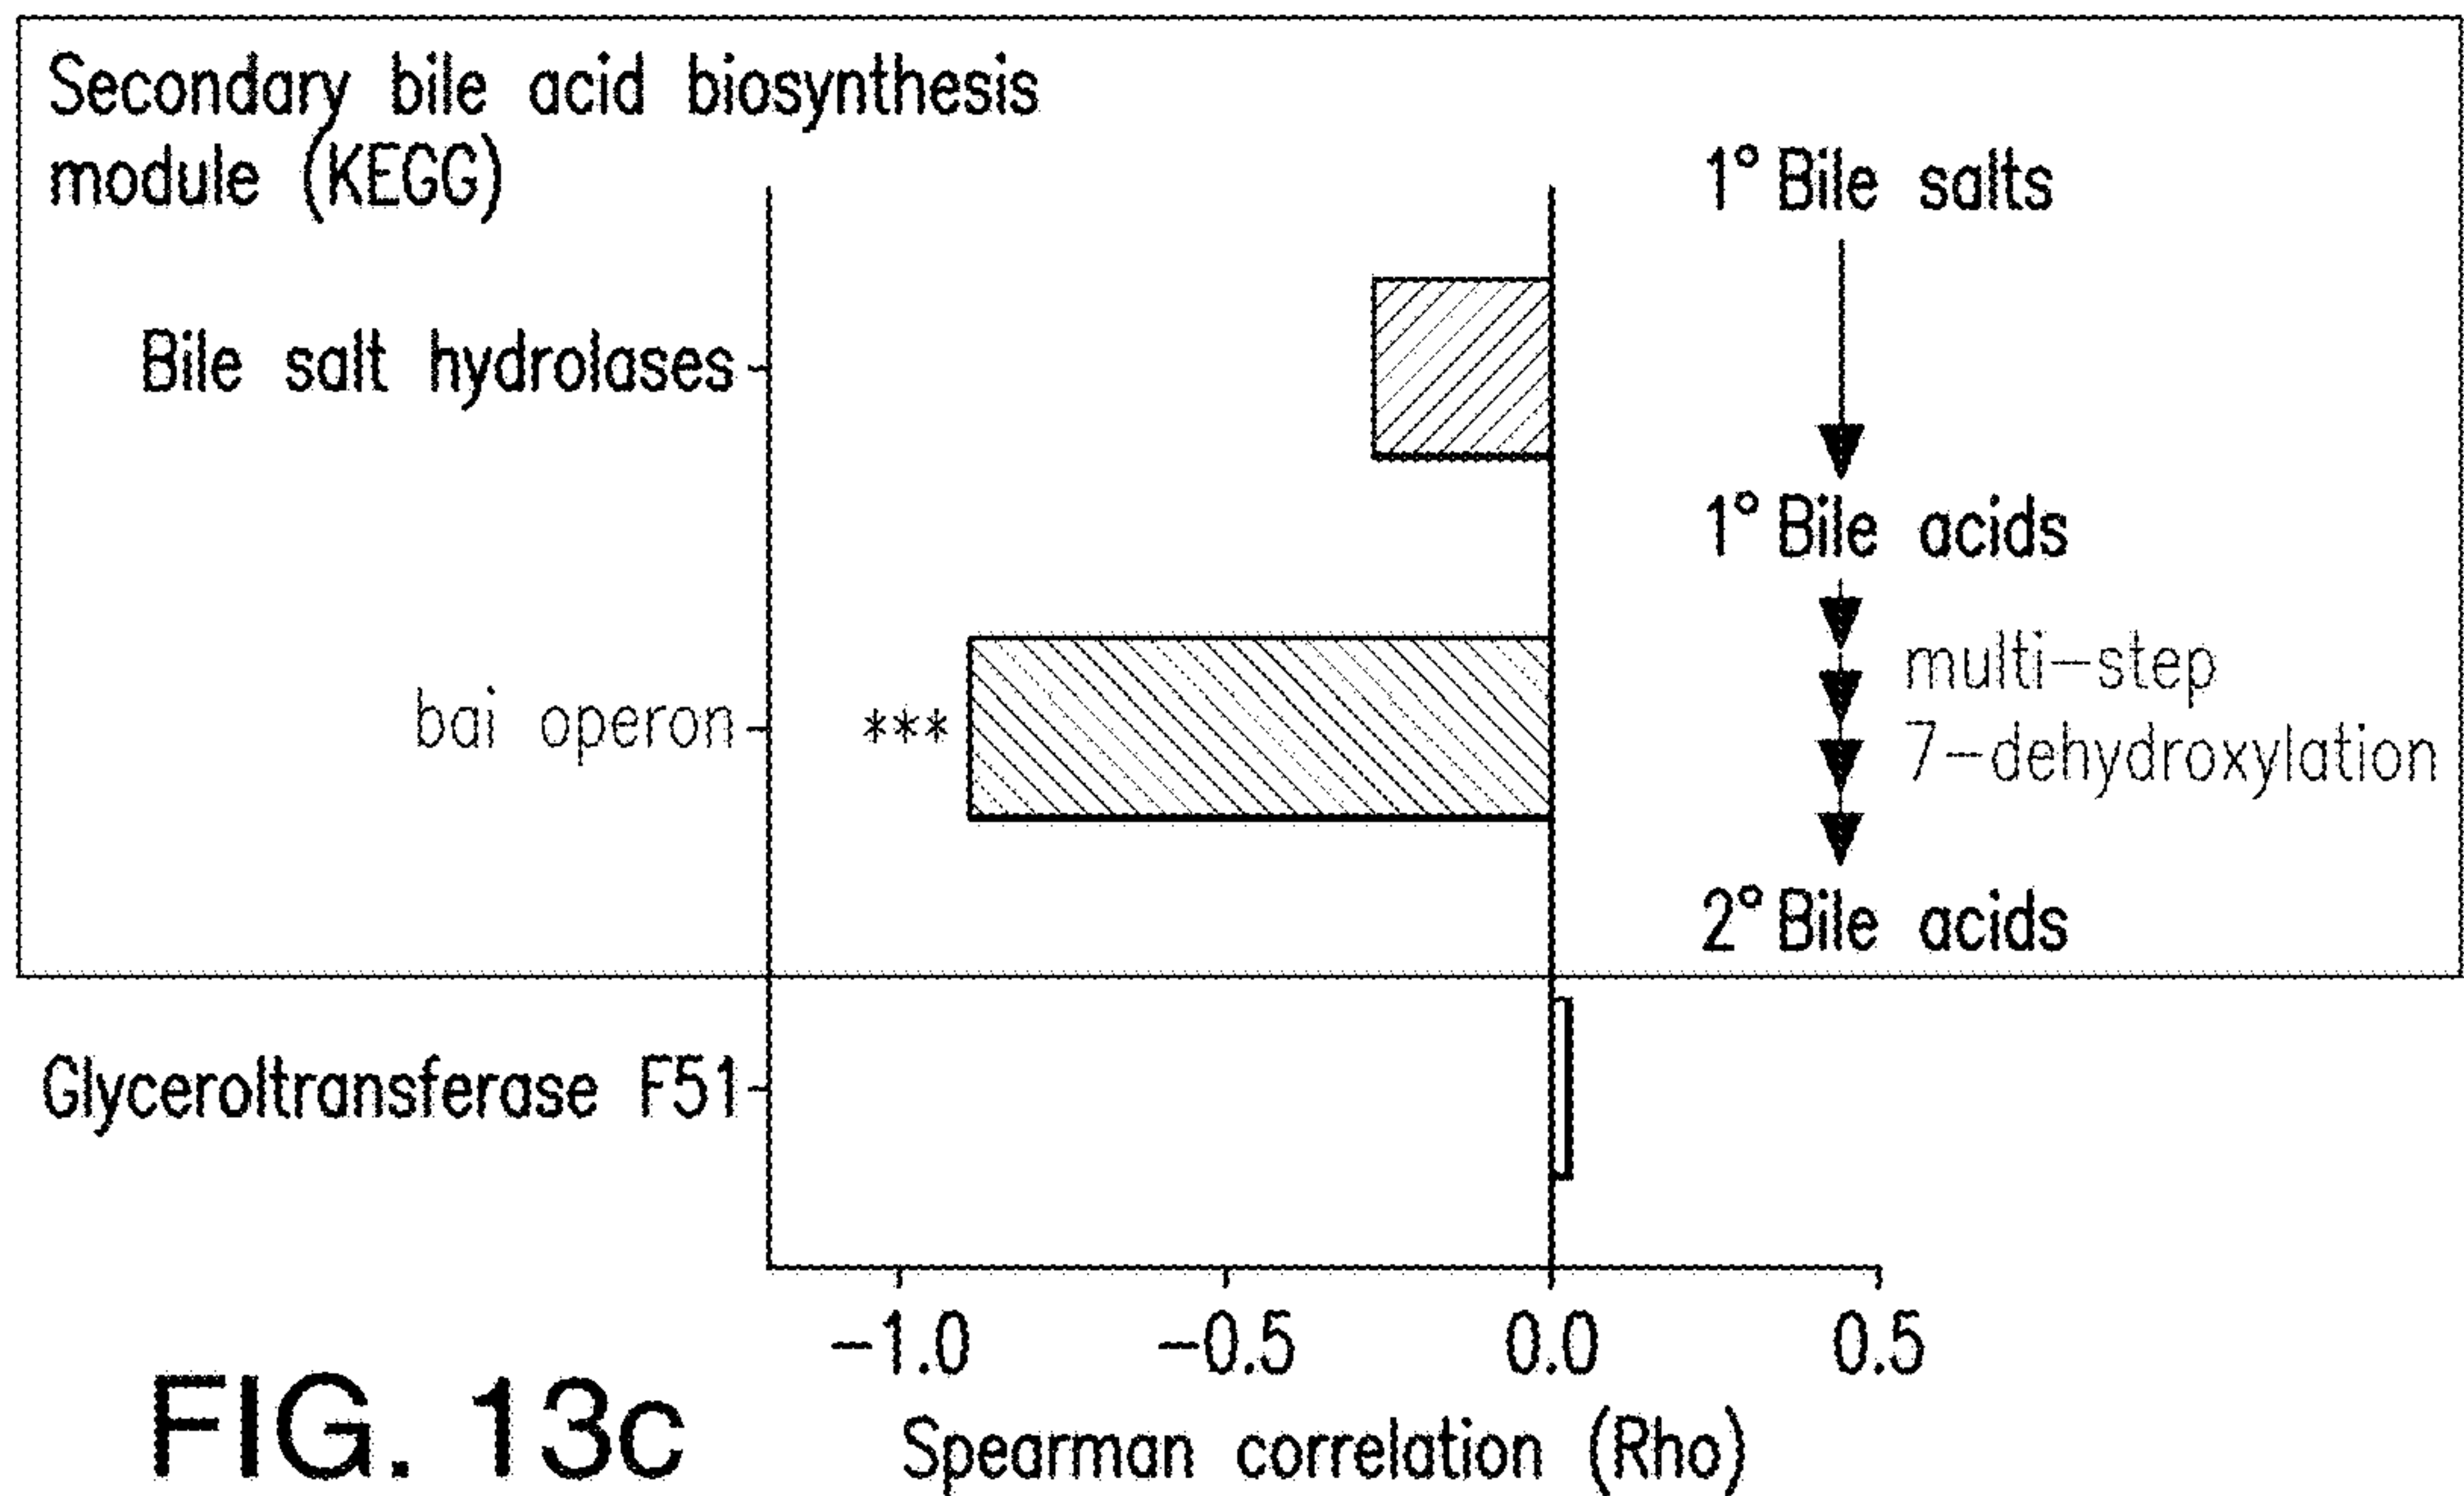 Secondary bile acid biosynthesis
module (KEGG)
1° Bile salts
Bile salt hydrolases
1° Bile acids
multi-step
bai operon
***
7-dehydroxylation
2° Bile acids
Glyceroltransferase F51
-1.0 -0.5 0.0 0.5
Spearman correlation (Rho)
FIG. 13c